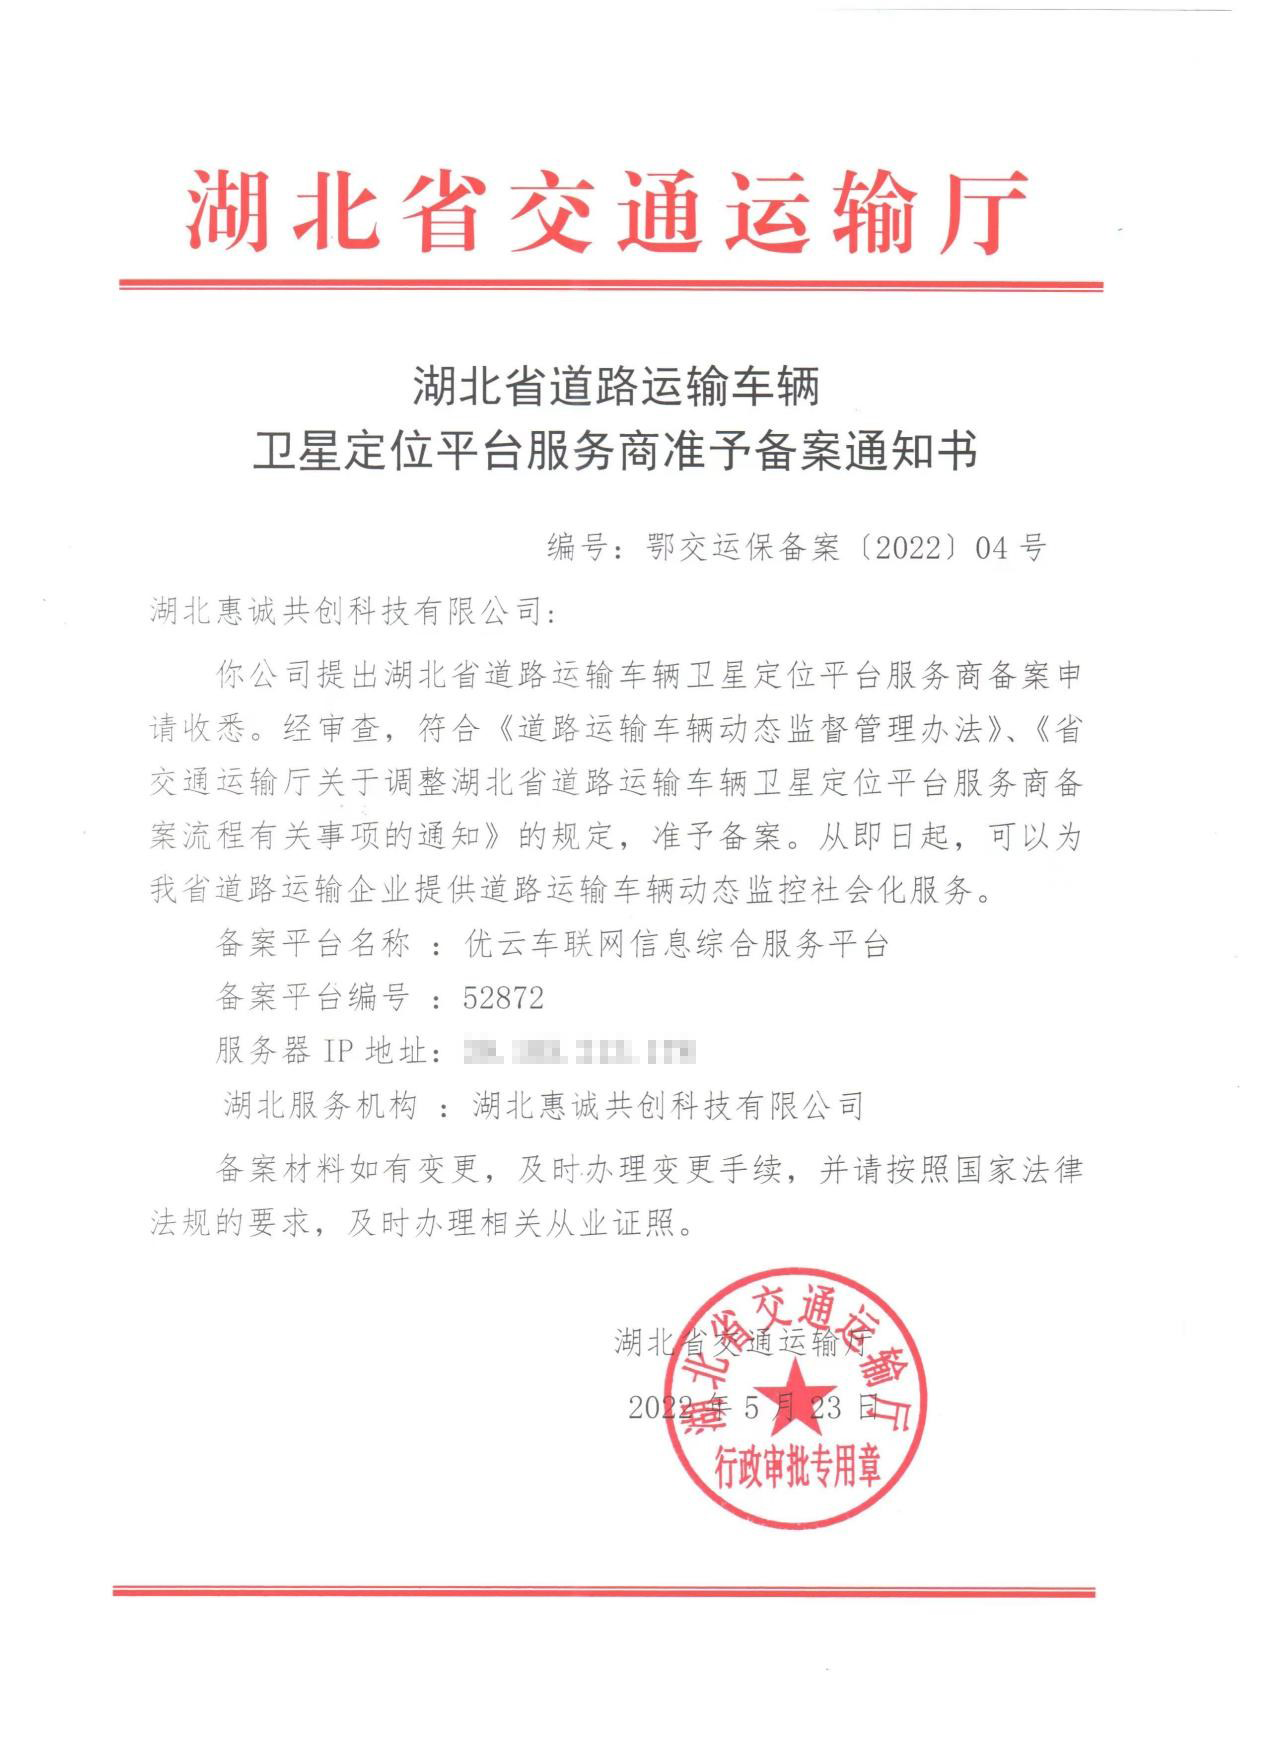 湖北省交通运输厅
湖北省道路运输车辆
卫星定位平台服务商准予备案通知书
编号：鄂交运保备案〔2022〕04号
湖北惠诚共创科技有限公司：
你公司提出湖北省道路运输车辆卫星定位平台服务商备案申
请收悉。经审查，符合《道路运输车辆动态监督管理办法》、《省
交通运输厅关于调整湖北省道路运输车辆卫星定位平台服务商备
案流程有关事项的通知》的规定，准予备案。从即日起，可以为
我省道路运输企业提供道路运输车辆动态监控社会化服务。
备案平台名称 ：优云车联网信息综合服务平台
备案平台编号 ：52872
服务器 IP 地址：
湖北服务机构 ：湖北惠诚共创科技有限公司
备案材料如有变更，及时办理变更手续，并请按照国家法律
法规的要求，及时办理相关从业证照。
湖北省交通运输厅
2022 年 5 月 23 日
湖北省交通运输厅
行政审批专用章